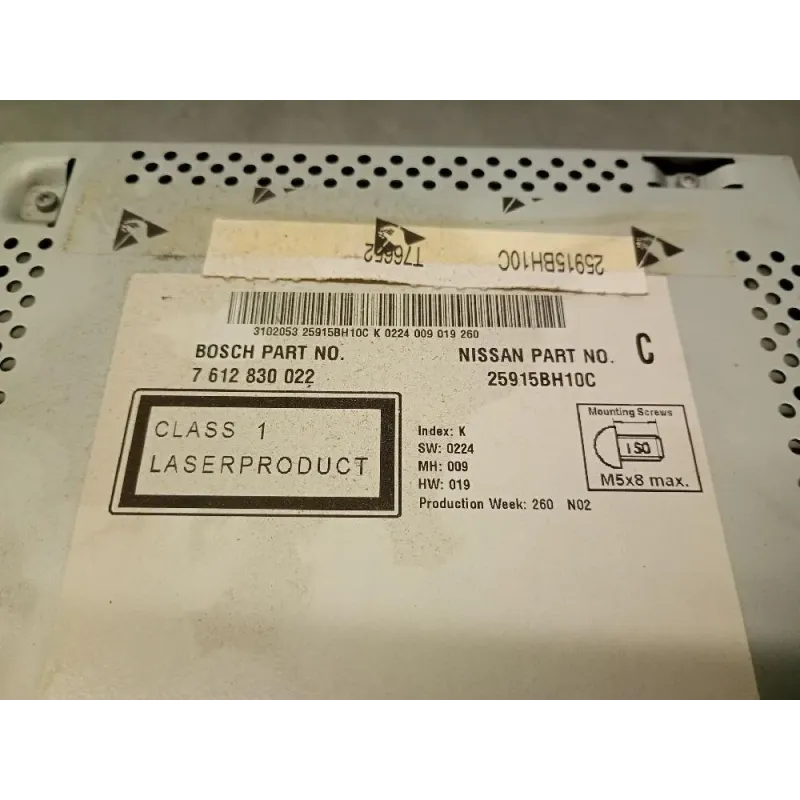 25915BH10C T76652
3102053 25915BH10C K 0224 009 019 260
BOSCH PART NO. NISSAN PART NO. C
7 612 830 022 25915BH10C
CLASS 1
LASERPRODUCT
Index: K
SW: 0224
MH: 009
HW: 019
Production Week: 260 N02
Mounting Screws
ISO
M5x8 max.